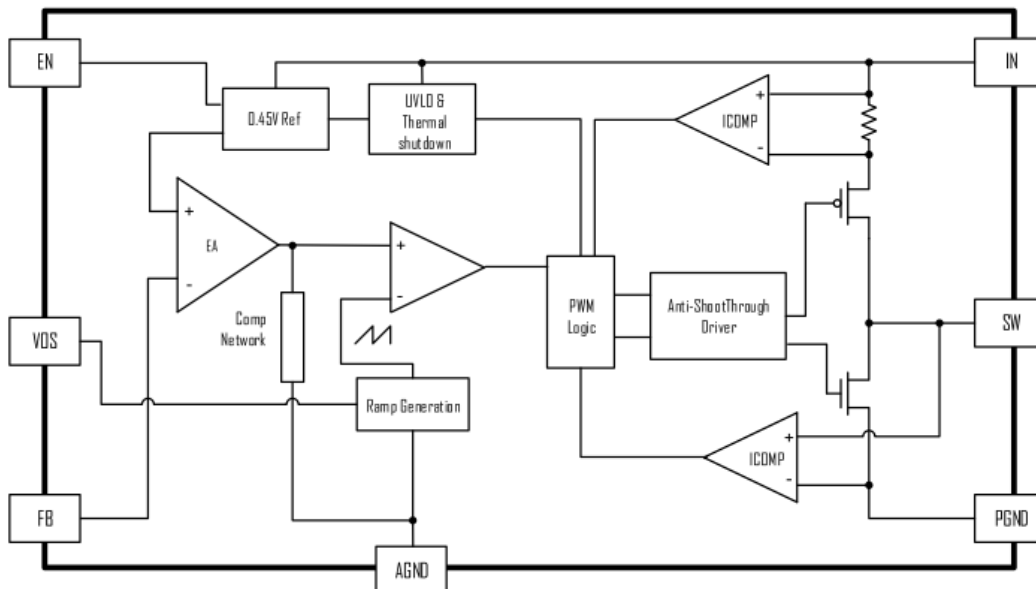 EN
IN
0.45V Ref
UVLO &
Thermal
shutdown
+
ICOMP
-
+
EA
-
+
-
Comp
Network
PWM
Logic
Anti-ShootThrough
Driver
VOS
SW
Ramp Generation
+
ICOMP
-
FB
PGND
AGND